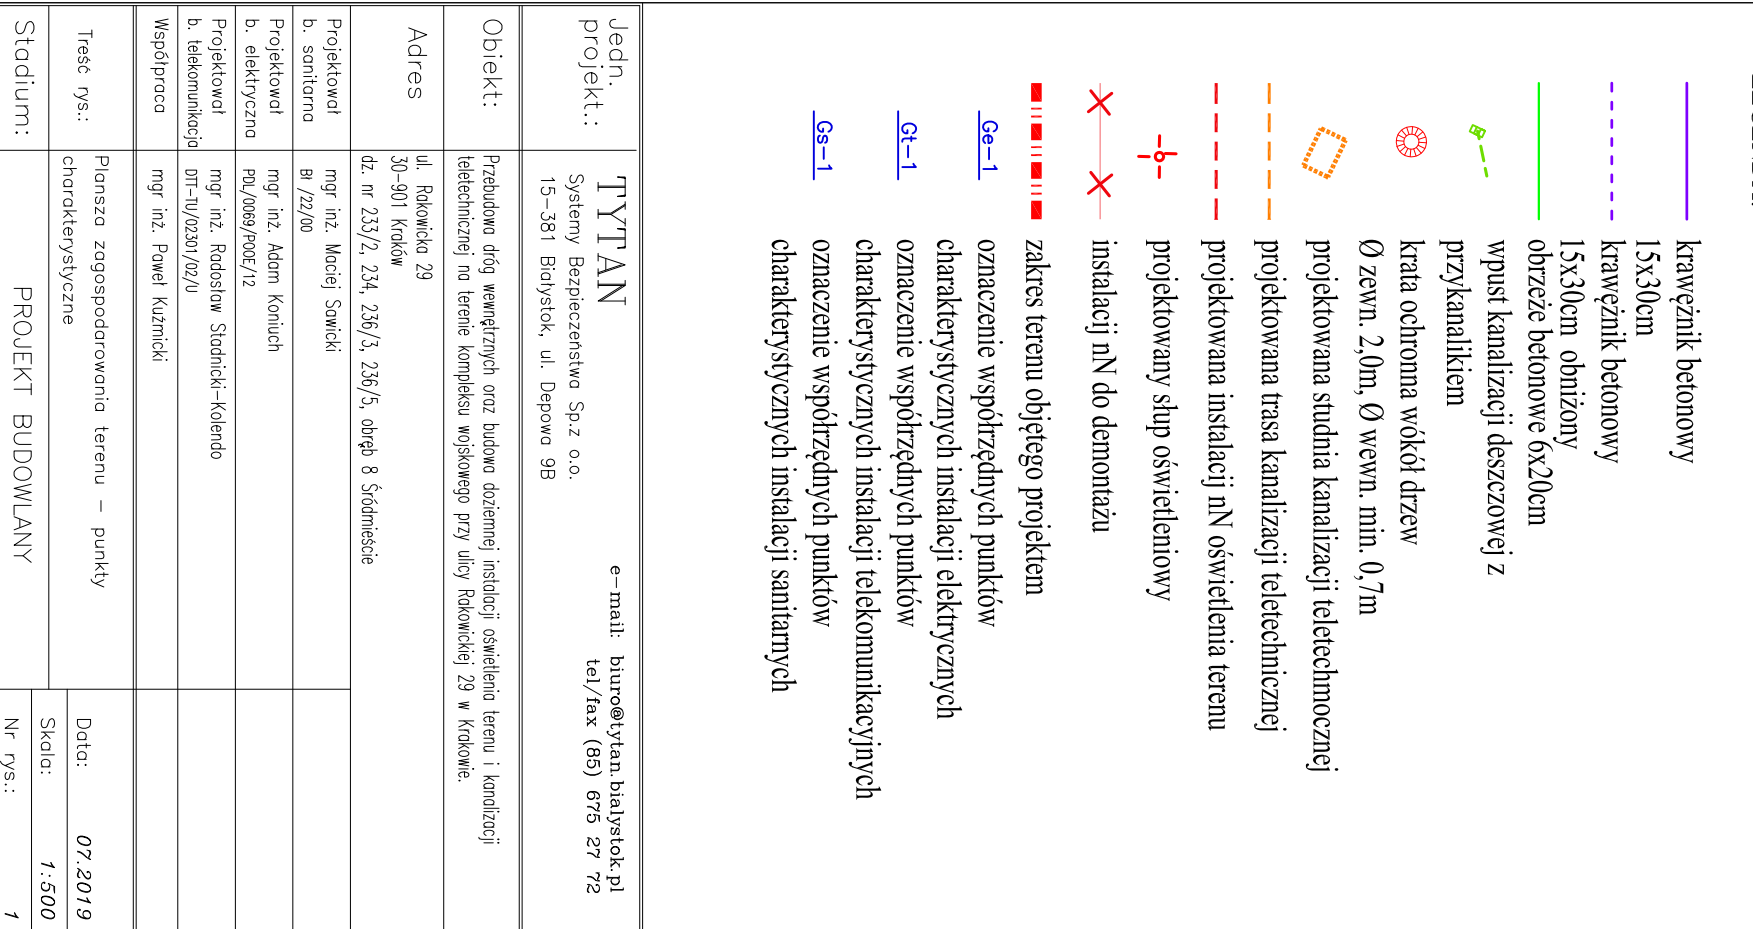 krawężnik betonowy
15x30cm
krawężnik betonowy
15x30cm obniżony
obrzeże betonowe 6x20cm
wpust kanalizacji deszczowej z
przykanalikiem
krata ochronna wókół drzew
Ø zewn. 2,0m, Ø wewn. min. 0,7m
projektowana studnia kanalizacji teletechmocznej
projektowana trasa kanalizacji teletechnicznej
projektowana instalacij nN oświetlenia terenu
projektowany słup oświetleniowy
instalacij nN do demontażu
zakres terenu objętego projektem
Ge-1
oznaczenie współrzędnych punktów
charakterystycznych instalacji elektrycznych
Gt-1
oznaczenie współrzędnych punktów
charakterystycznych instalacji telekomunikacyjnych
Gs-1
oznaczenie współrzędnych punktów
charakterystycznych instalacji sanitarnych
Jedn.
projekt.:
TYTAN
Systemy Bezpieczeństwa Sp.z o.o.
15-381 Białystok, ul. Depowa 9B
e-mail: biuro@tytan.bialystok.pl
tel/fax (85) 675 27 72
Obiekt:
Przebudowa dróg wewnętrznych oraz budowa doziemnej instalacji oświetlenia terenu i kanalizacji
teletechnicznej na terenie kompleksu wojskowego przy ulicy Rakowickiej 29 w Krakowie.
Adres
ul. Rakowicka 29
30-901 Kraków
dz. nr 233/2, 234, 236/3, 236/5, obręb 8 Śródmieście
Projektował
b. sanitarna
mgr inż. Maciej Sawicki
Bł /22/00
Projektował
b. elektryczna
mgr inż. Adam Koniuch
PDL/0069/POOE/12
Projektował
b. telekomunikacja
mgr inż. Radosław Stadnicki-Kolendo
DTT-TU/02301/02/U
Współpraca
mgr inż. Paweł Kuźmicki
Treść rys.:
Plansza zagospodarowania terenu - punkty
charakterystyczne
Data:
07.2019
Skala:
1:500
Stadium:
PROJEKT BUDOWLANY
Nr rys.:
1